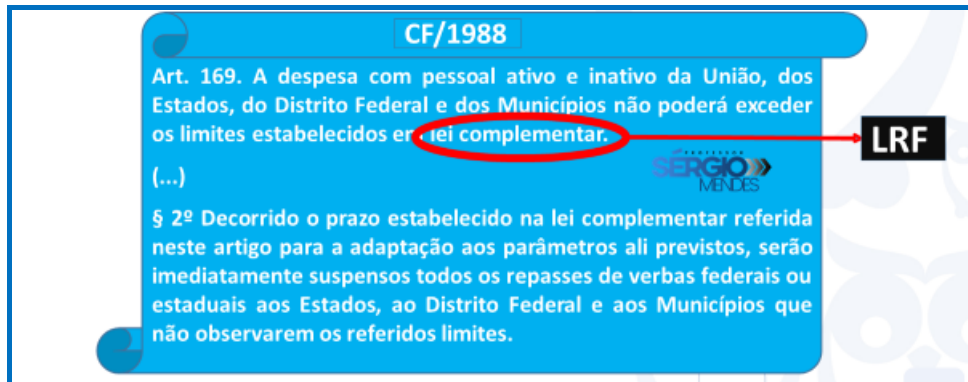 CF/1988
Art. 169. A despesa com pessoal ativo e inativo da União, dos
Estados, do Distrito Federal e dos Municípios não poderá exceder
os limites estabelecidos em lei complementar.
LRF
(...)
PROFESSOR
SÉRGIO
MENDES
§ 2º Decorrido o prazo estabelecido na lei complementar referida
neste artigo para a adaptação aos parâmetros ali previstos, serão
imediatamente suspensos todos os repasses de verbas federais ou
estaduais aos Estados, ao Distrito Federal e aos Municípios que
não observarem os referidos limites.